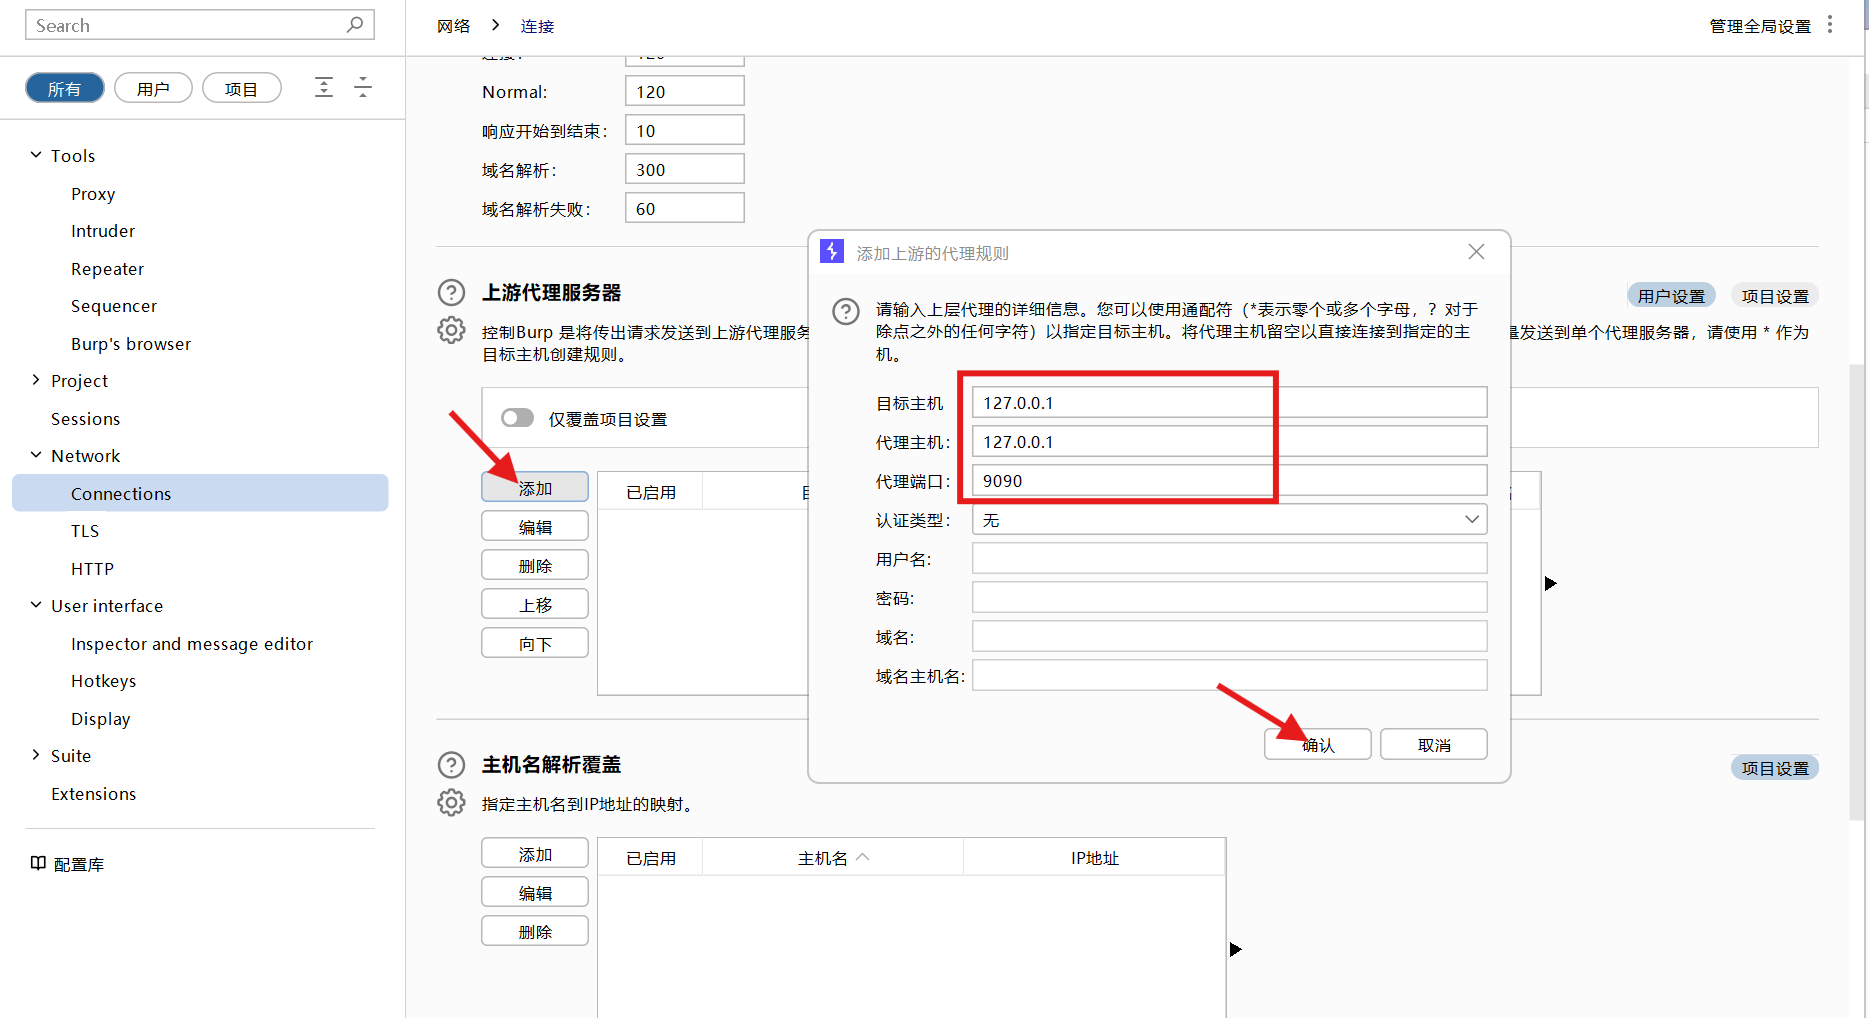 Search
所有
用户
项目
Tools
Proxy
Intruder
Repeater
Sequencer
Burp's browser
Project
Sessions
Network
Connections
TLS
HTTP
User interface
Inspector and message editor
Hotkeys
Display
Suite
Extensions
配置库
网络 > 连接
管理全局设置
Normal: 120
响应开始到结束: 10
域名解析: 300
域名解析失败: 60
上游代理服务器
用户设置
项目设置
控制Burp 是将传出请求发送到上游代理服务
量发送到单个代理服务器，请使用 * 作为
目标主机创建规则。
仅覆盖项目设置
添加
编辑
删除
上移
向下
已启用
添加上游的代理规则
请输入上层代理的详细信息。您可以使用通配符（*表示零个或多个字母，? 对于
除点之外的任何字符）以指定目标主机。将代理主机留空以直接连接到指定的主
机。
目标主机 127.0.0.1
代理主机: 127.0.0.1
代理端口: 9090
认证类型: 无
用户名:
密码:
域名:
域名主机名:
确认
取消
主机名解析覆盖
项目设置
指定主机名到IP地址的映射。
添加
编辑
删除
已启用
主机名
IP地址